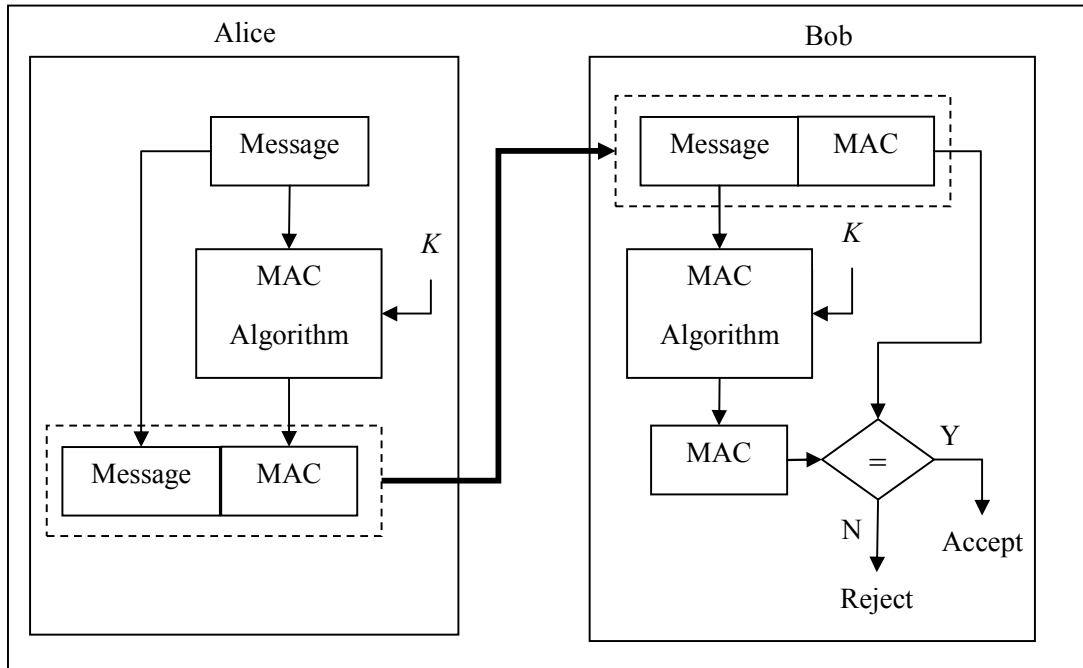 Alice
Message
K
MAC
Algorithm
Message MAC
Bob
Message MAC
K
MAC
Algorithm
MAC
=
Y
N
Accept
Reject